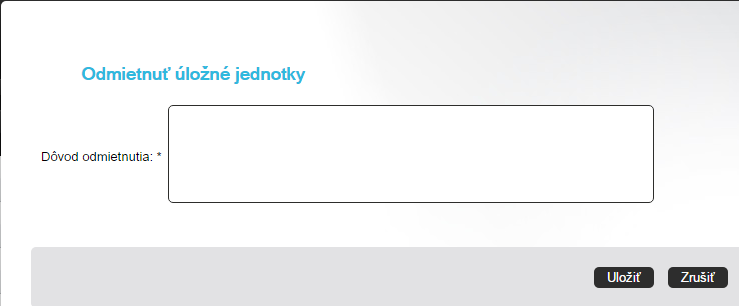 Odmietnuť úložné jednotky
Dôvod odmietnutia: *
Uložiť Zrušiť